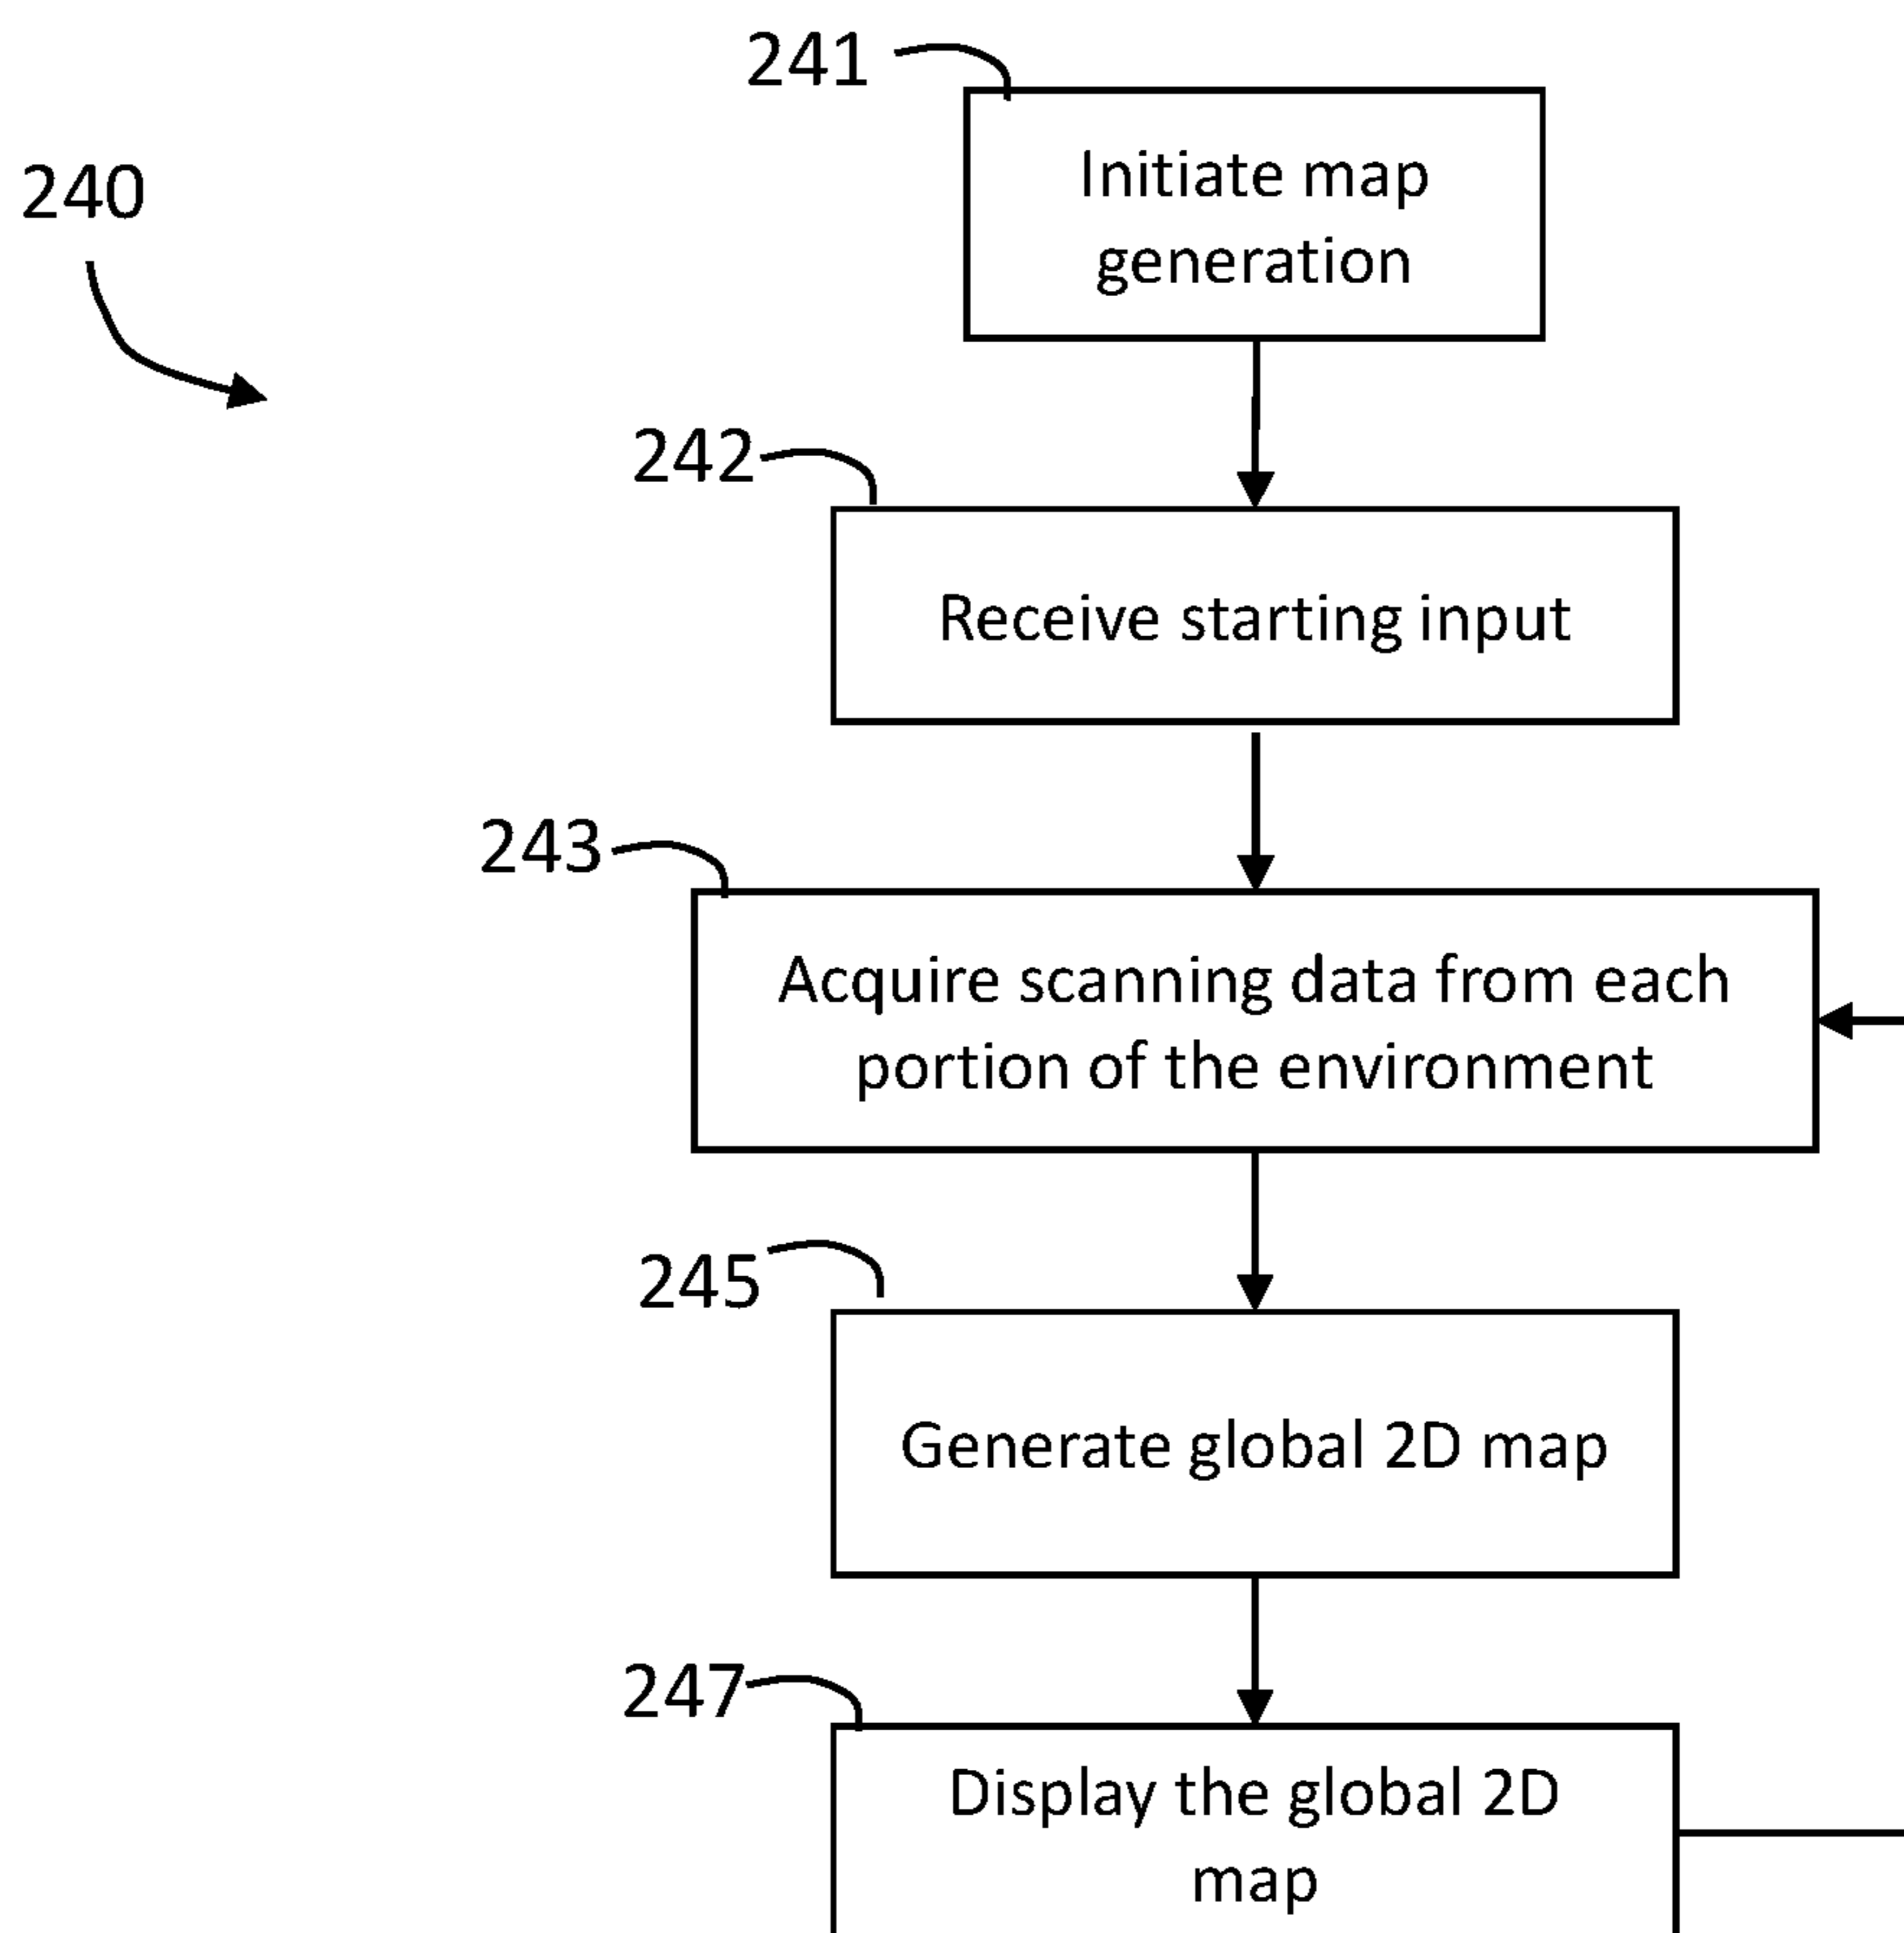 241
Initiate map
generation
240
242
Receive starting input
243
Acquire scanning data from each
portion of the environment
245
Generate global 2D map
247
Display the global 2D
map